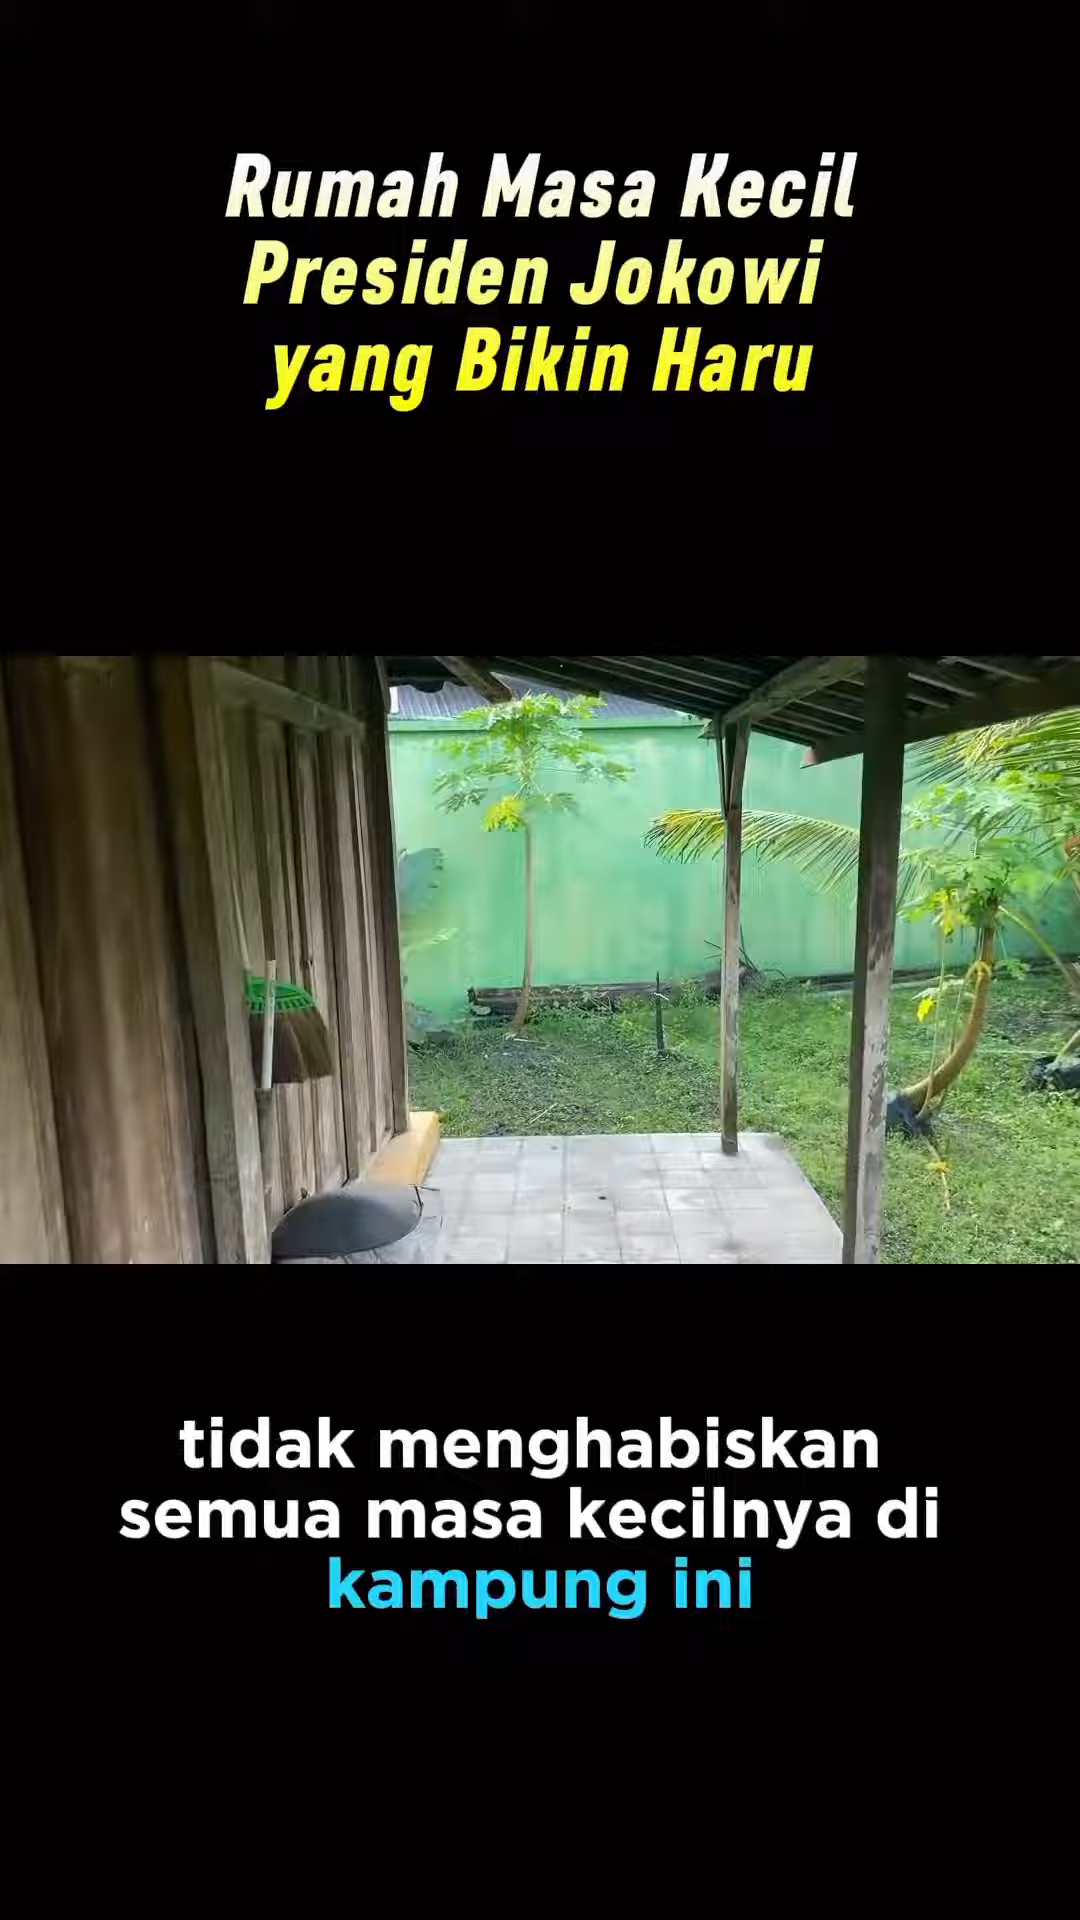 Rumah Masa Kecil
Presiden Jokowi
yang Bikin Haru
tidak menghabiskan
semua masa kecilnya di
kampung ini